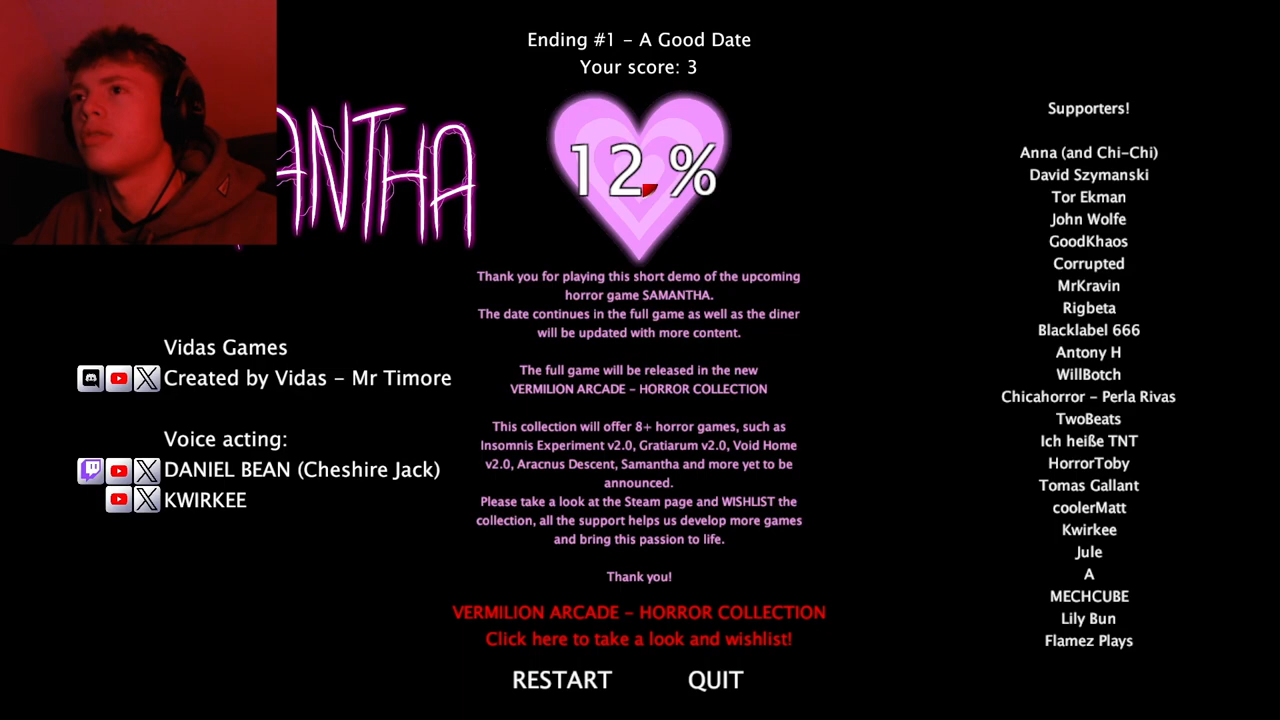 Ending #1 – A Good Date
Your score: 3
ANTHA
12 %
Thank you for playing this short demo of the upcoming
horror game SAMANTHA.
The date continues in the full game as well as the diner
will be updated with more content.
The full game will be released in the new
VERMILION ARCADE – HORROR COLLECTION
This collection will offer 8+ horror games, such as
Insomnis Experiment v2.0, Gratiarum v2.0, Void Home
v2.0, Aracnus Descent, Samantha and more yet to be
announced.
Please take a look at the Steam page and WISHLIST the
collection, all the support helps us develop more games
and bring this passion to life.
Thank you!
VERMILION ARCADE – HORROR COLLECTION
Click here to take a look and wishlist!
RESTART
QUIT
Vidas Games
Created by Vidas – Mr Timore
Voice acting:
DANIEL BEAN (Cheshire Jack)
KWIRKEE
Supporters!
Anna (and Chi-Chi)
David Szymanski
Tor Ekman
John Wolfe
GoodKhaos
Corrupted
MrKravin
Rigbeta
Blacklabel 666
Antony H
WillBotch
Chicahorror – Perla Rivas
TwoBeats
Ich heiße TNT
HorrorToby
Tomas Gallant
coolerMatt
Kwirkee
Jule
A
MECHCUBE
Lily Bun
Flamez Plays